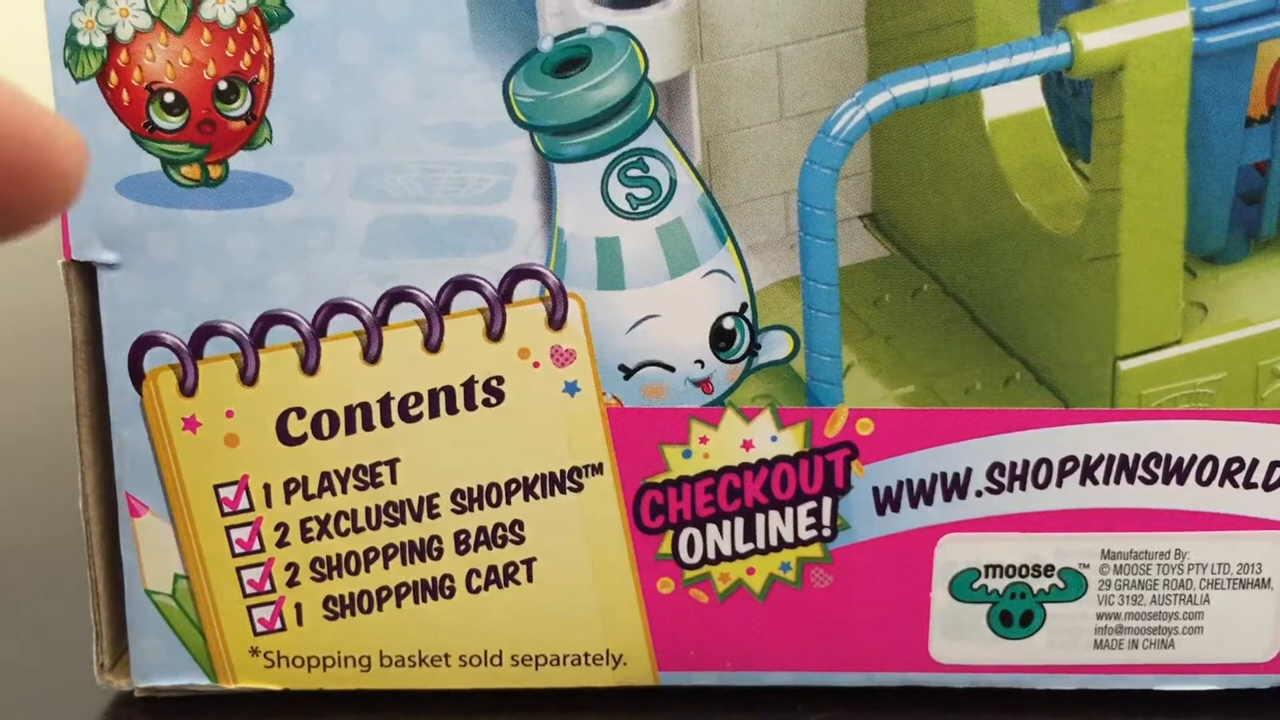 S
Contents
1 PLAYSET
2 EXCLUSIVE SHOPKINS™
2 SHOPPING BAGS
1 SHOPPING CART
*Shopping basket sold separately.
CHECKOUT
ONLINE!
WWW.SHOPKINSWORLD
moose™
Manufactured By:
© MOOSE TOYS PTY LTD, 2013
29 GRANGE ROAD, CHELTENHAM,
VIC 3192, AUSTRALIA
www.moosetoys.com
info@moosetoys.com
MADE IN CHINA